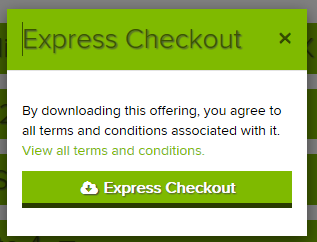 Express Checkout ×
By downloading this offering, you agree to
all terms and conditions associated with it.
View all terms and conditions.
Express Checkout